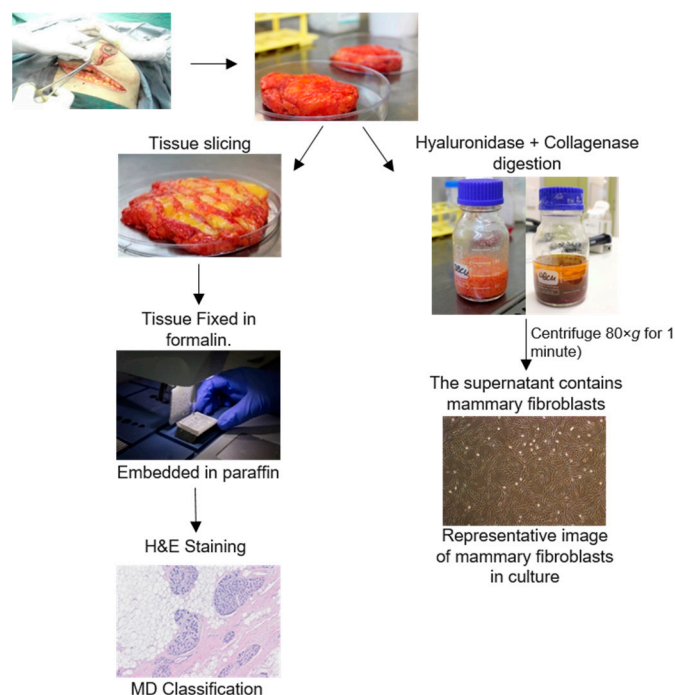 Tissue slicing
Tissue Fixed in
formalin.
Embedded in paraffin
H&E Staining
MD Classification
Hyaluronidase + Collagenase
digestion
Centrifuge 80×g for 1
minute)
The supernatant contains
mammary fibroblasts
Representative image
of mammary fibroblasts
in culture